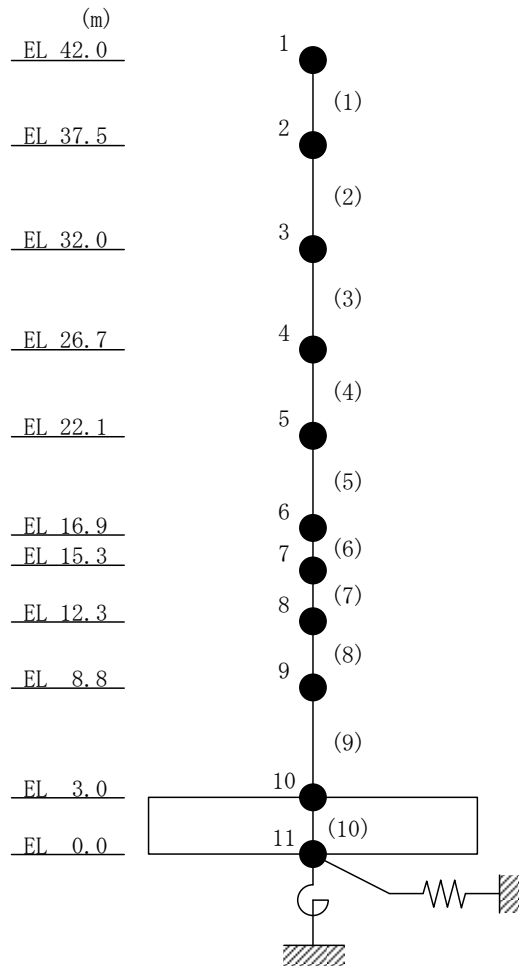 (m)
EL 42.0
1
(1)
EL 37.5
2
(2)
EL 32.0
3
(3)
EL 26.7
4
(4)
EL 22.1
5
(5)
EL 16.9
6
(6)
EL 15.3
7
(7)
EL 12.3
8
(8)
EL 8.8
9
(9)
EL 3.0
10
(10)
EL 0.0
11